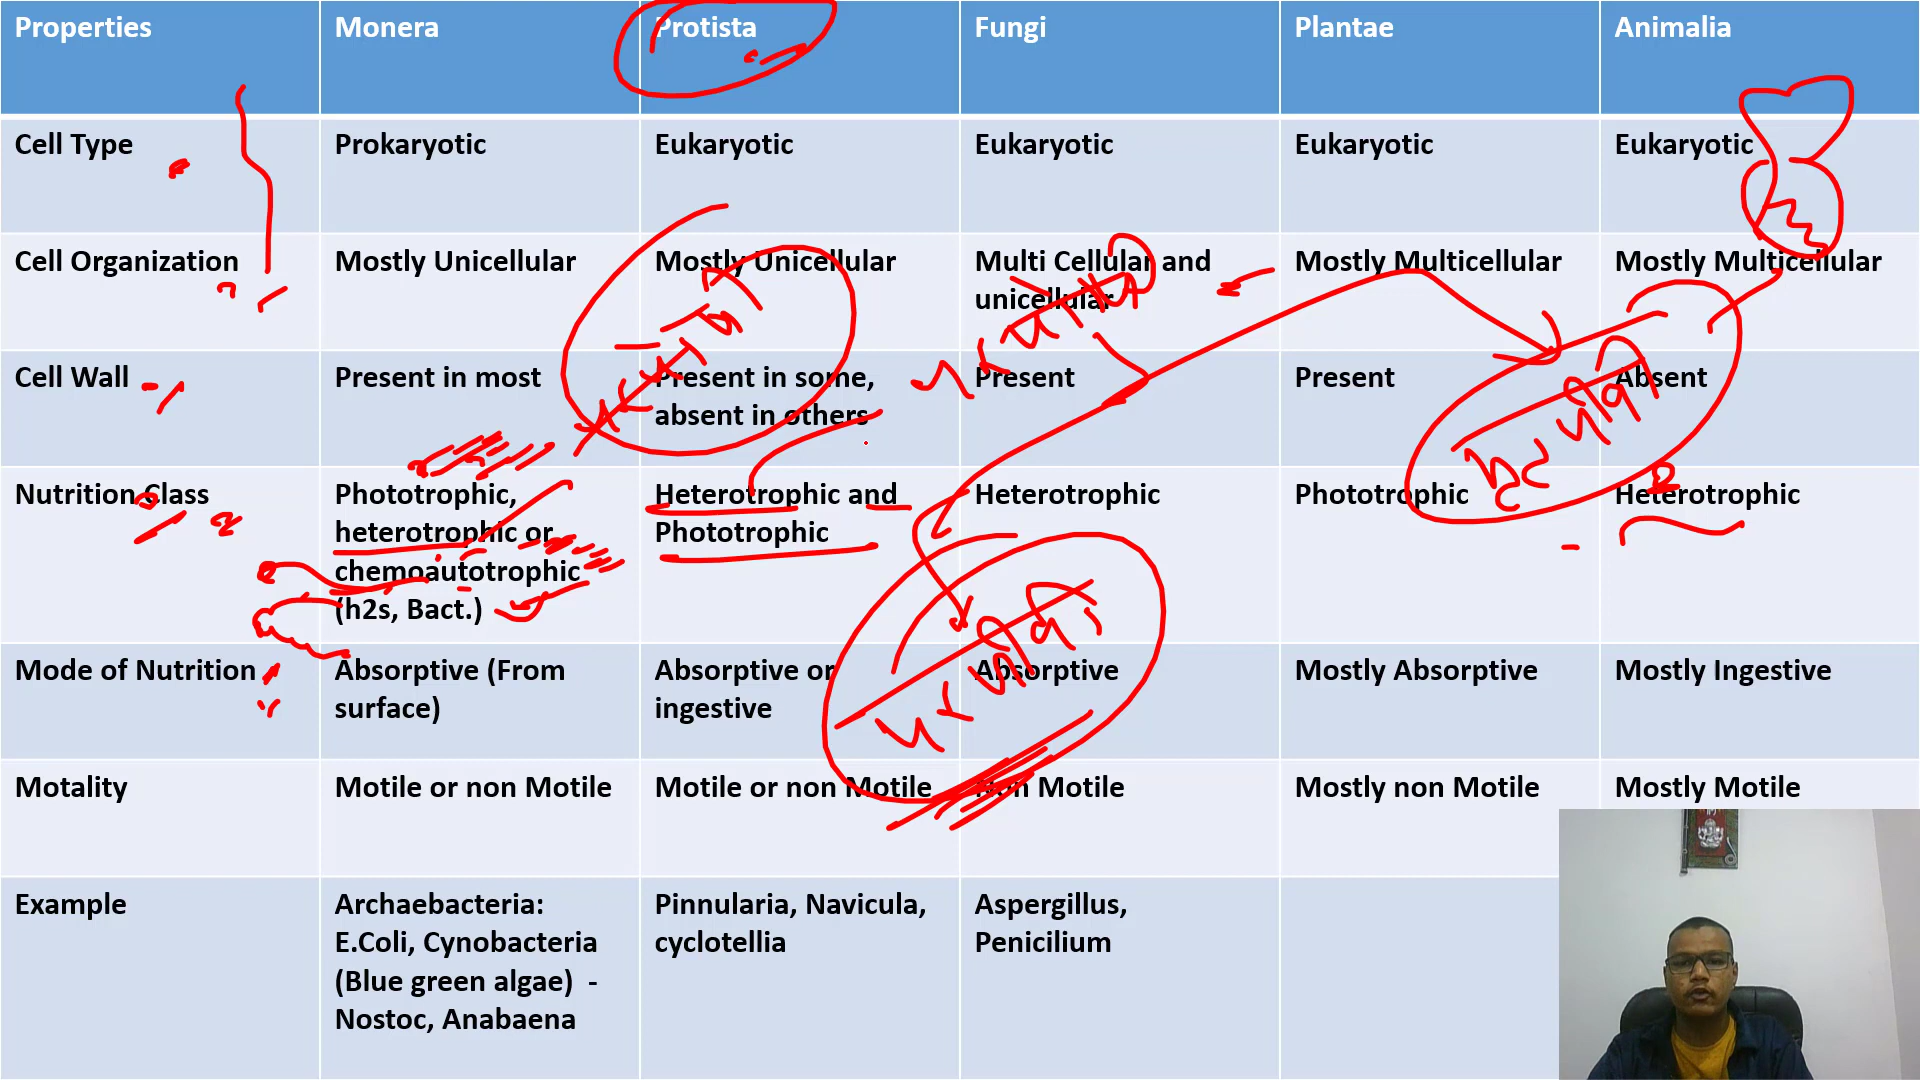 Properties
Monera
Protista
Fungi
Plantae
Animalia
Cell Type
Prokaryotic
Eukaryotic
Eukaryotic
Eukaryotic
Eukaryotic
Cell Organization
Mostly Unicellular
Mostly Unicellular
Multi Cellular and
unicellular
Mostly Multicellular
Mostly Multicellular
Cell Wall
Present in most
Present in some,
absent in others
Present
Present
Absent
Nutrition Class
Phototrophic,
heterotrophic or
chemoautotrophic
(h2s, Bact.)
Heterotrophic and
Phototrophic
Heterotrophic
Phototrophic
Heterotrophic
Mode of Nutrition
Absorptive (From
surface)
Absorptive or
ingestive
Absorptive
Mostly Absorptive
Mostly Ingestive
Motality
Motile or non Motile
Motile or non Motile
Non Motile
Mostly non Motile
Mostly Motile
Example
Archaebacteria:
E.Coli, Cynobacteria
(Blue green algae) -
Nostoc, Anabaena
Pinnularia, Navicula,
cyclotellia
Aspergillus,
Penicilium